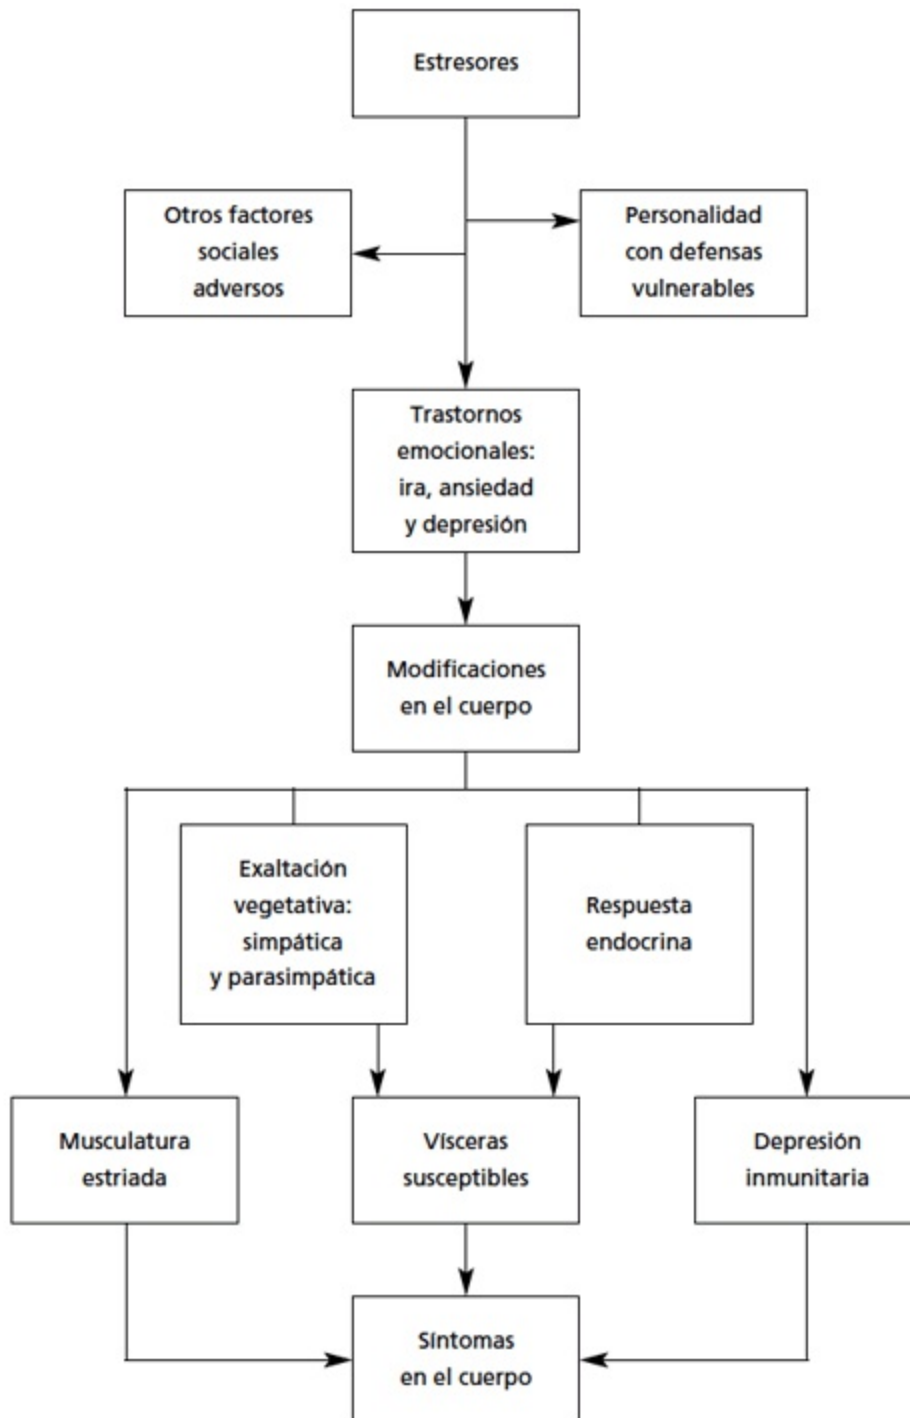 Estresores
Otros factores
sociales
adversos
Personalidad
con defensas
vulnerables
Trastornos
emocionales:
ira, ansiedad
y depresión
Modificaciones
en el cuerpo
Exaltación
vegetativa:
simpática
y parasimpática
Respuesta
endocrina
Musculatura
estriada
Vísceras
susceptibles
Depresión
inmunitaria
Síntomas
en el cuerpo